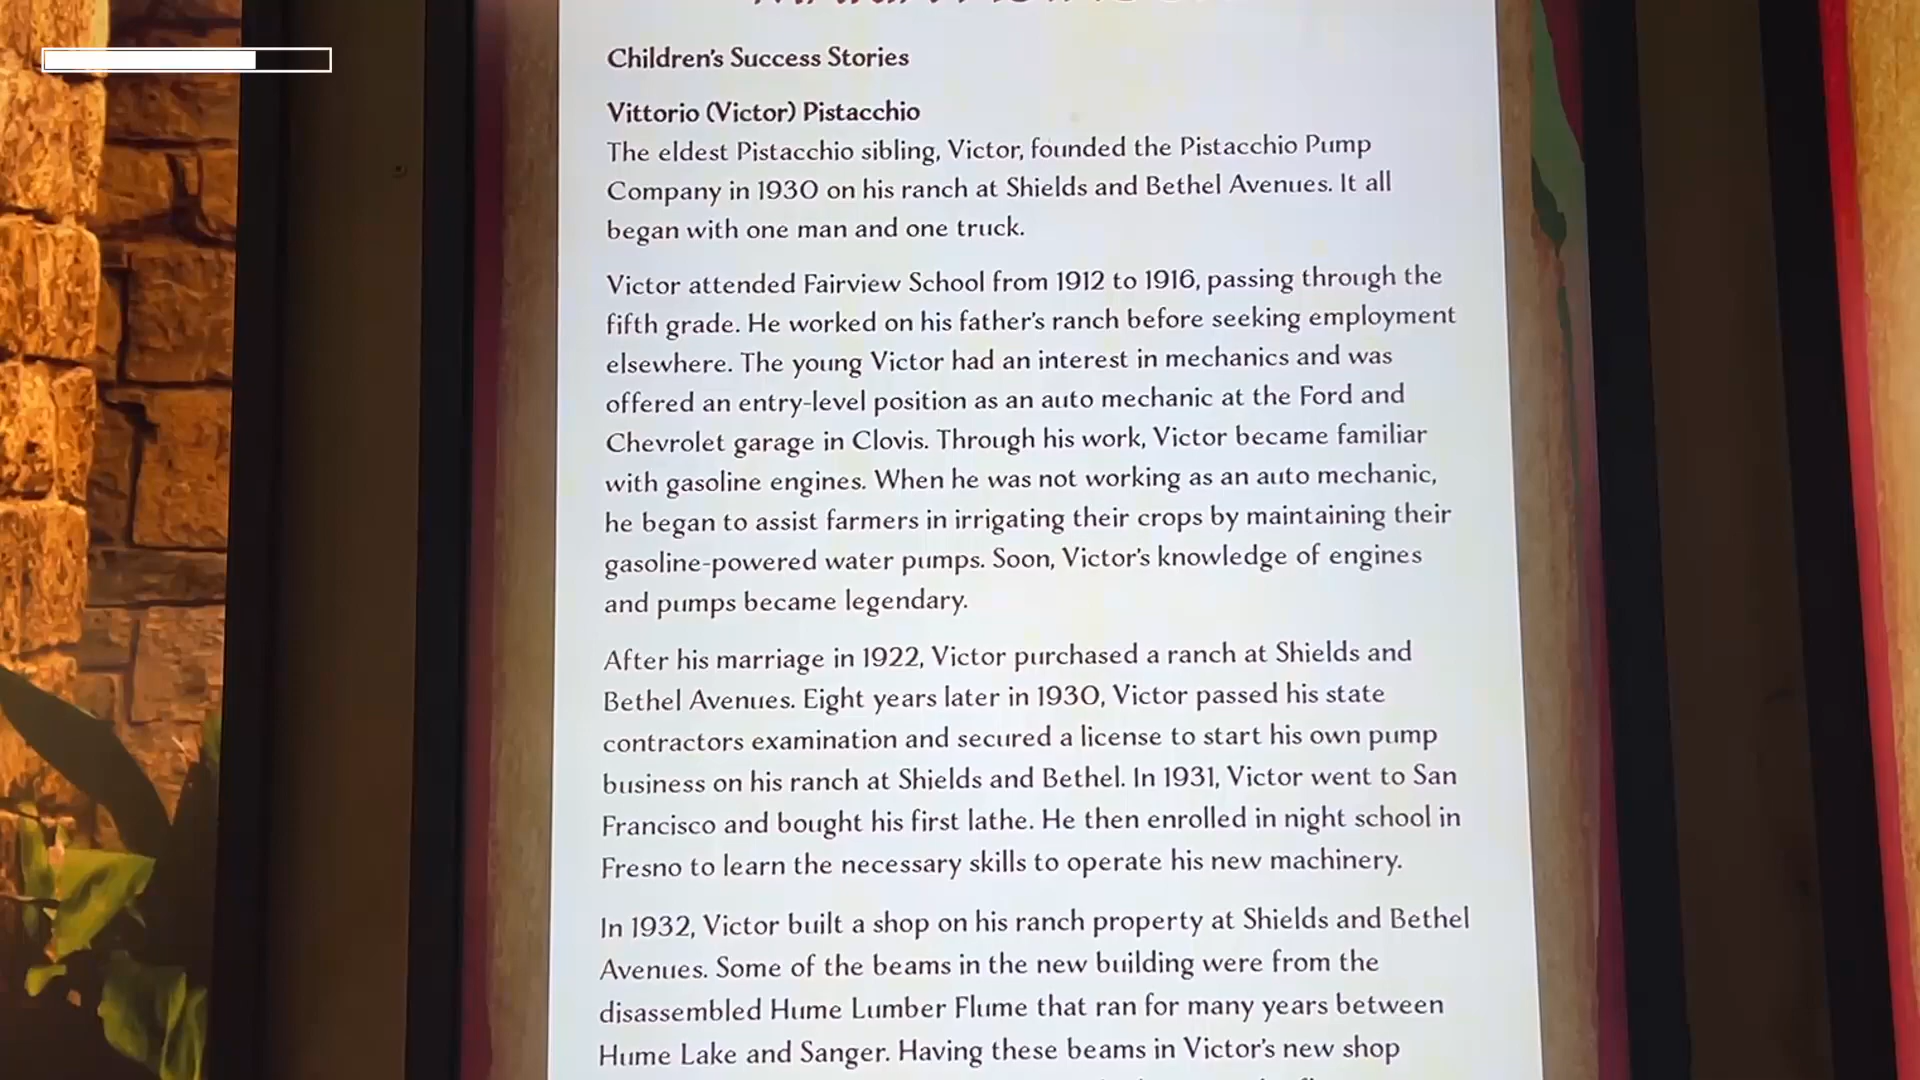 Children's Success Stories
Vittorio (Victor) Pistacchio
The eldest Pistacchio sibling, Victor, founded the Pistacchio Pump
Company in 1930 on his ranch at Shields and Bethel Avenues. It all
began with one man and one truck.
Victor attended Fairview School from 1912 to 1916, passing through the
fifth grade. He worked on his father's ranch before seeking employment
elsewhere. The young Victor had an interest in mechanics and was
offered an entry-level position as an auto mechanic at the Ford and
Chevrolet garage in Clovis. Through his work, Victor became familiar
with gasoline engines. When he was not working as an auto mechanic,
he began to assist farmers in irrigating their crops by maintaining their
gasoline-powered water pumps. Soon, Victor's knowledge of engines
and pumps became legendary.
After his marriage in 1922, Victor purchased a ranch at Shields and
Bethel Avenues. Eight years later in 1930, Victor passed his state
contractors examination and secured a license to start his own pump
business on his ranch at Shields and Bethel. In 1931, Victor went to San
Francisco and bought his first lathe. He then enrolled in night school in
Fresno to learn the necessary skills to operate his new machinery.
In 1932, Victor built a shop on his ranch property at Shields and Bethel
Avenues. Some of the beams in the new building were from the
disassembled Hume Lumber Flume that ran for many years between
Hume Lake and Sanger. Having these beams in Victor's new shop